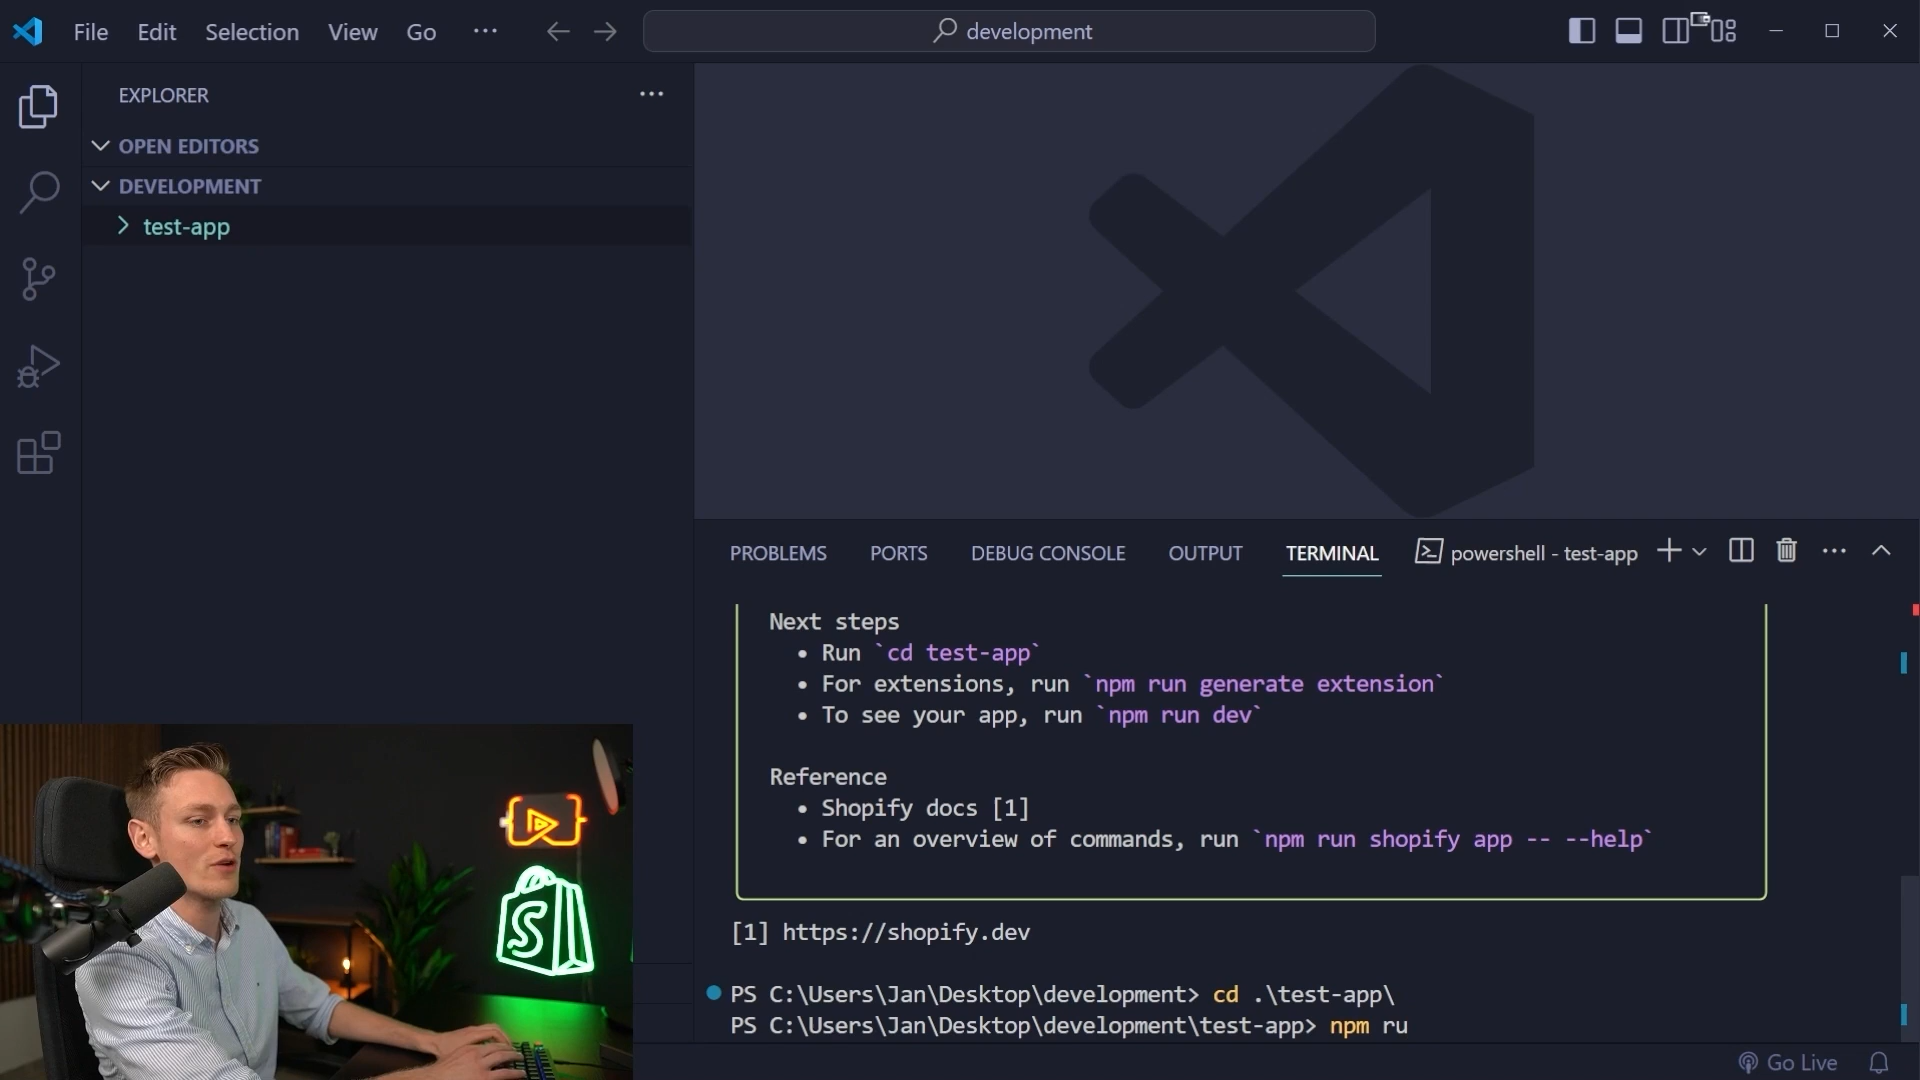 File Edit Selection View Go ...
development
EXPLORER
OPEN EDITORS
DEVELOPMENT
test-app
PROBLEMS PORTS DEBUG CONSOLE OUTPUT TERMINAL powershell - test-app
Next steps
• Run `cd test-app`
• For extensions, run `npm run generate extension`
• To see your app, run `npm run dev`
Reference
• Shopify docs [1]
• For an overview of commands, run `npm run shopify app -- --help`
[1] https://shopify.dev
PS C:\Users\Jan\Desktop\development> cd .\test-app\
PS C:\Users\Jan\Desktop\development\test-app> npm ru
S
Go Live